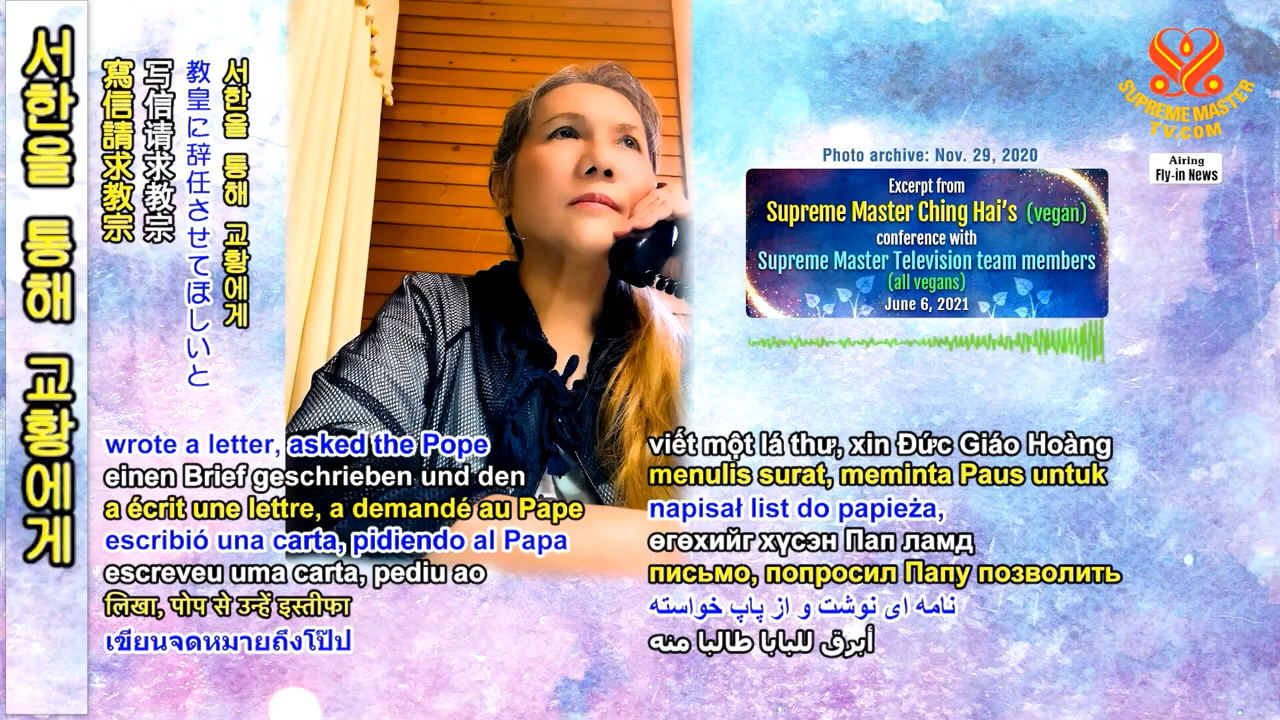 서한을 통해 교황에게
寫信請求教宗
写信请求教宗
教皇に辞任させてほしいと
서한을 통해 교황에게
SUPREME MASTER
TV.COM
Airing
Fly-in News
Photo archive: Nov. 29, 2020
Excerpt from
Supreme Master Ching Hai's (vegan)
conference with
Supreme Master Television team members
(all vegans)
June 6, 2021
wrote a letter, asked the Pope
einen Brief geschrieben und den
a écrit une lettre, a demandé au Pape
escribió una carta, pidiendo al Papa
escreveu uma carta, pediu ao
लिखा, पोप से उन्हें इस्तीफा
เขียนจดหมายถึงโป๊ป
viết một lá thư, xin Đức Giáo Hoàng
menulis surat, meminta Paus untuk
napisał list do papieża,
өгөхийг хүсэн Пап ламд
письмо, попросил Папу позволить
نامه ای نوشت و از پاپ خواسته
أبرق للبابا طالبا منه